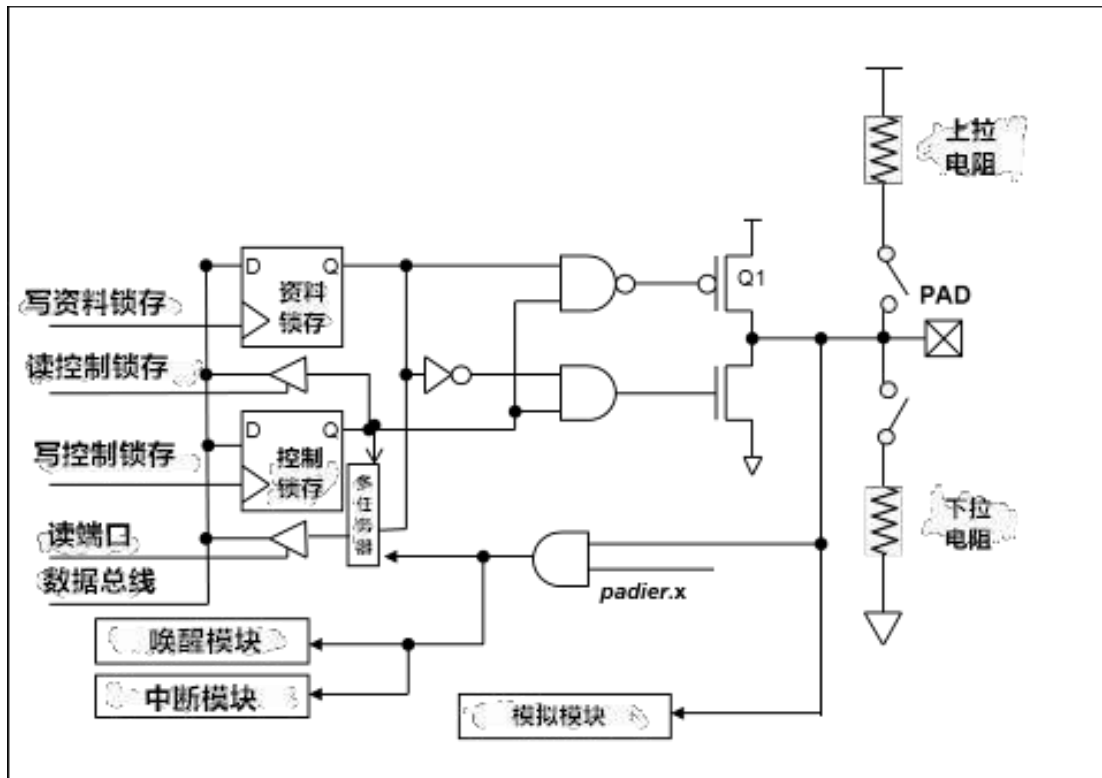 上拉
电阻
Q1
PAD
D
Q
资料
锁存
写资料锁存
读控制锁存
D
Q
控制
锁存
写控制锁存
多任务器
下拉
电阻
读端口
数据总线
padier.x
唤醒模块
中断模块
模拟模块